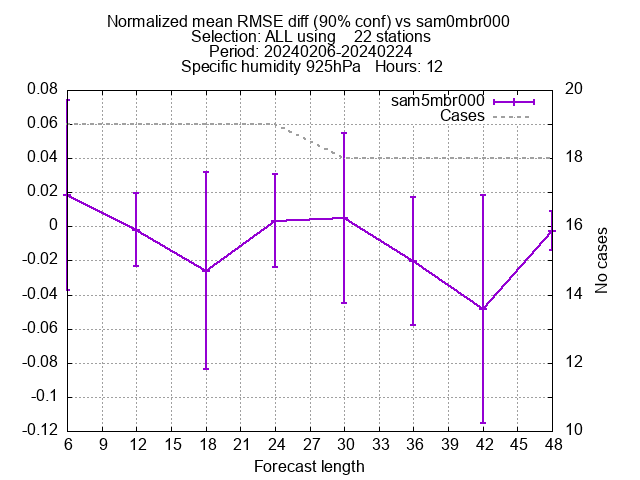 Normalized mean RMSE diff (90% conf) vs sam0mbr000
Selection: ALL using    22 stations
Period: 20240206-20240224
Specific humidity 925hPa   Hours: 12
sam5mbr000
Cases
0.08
0.06
0.04
0.02
0
-0.02
-0.04
-0.06
-0.08
-0.1
-0.12
20
18
16
14
12
10
No cases
6 9 12 15 18 21 24 27 30 33 36 39 42 45 48
Forecast length